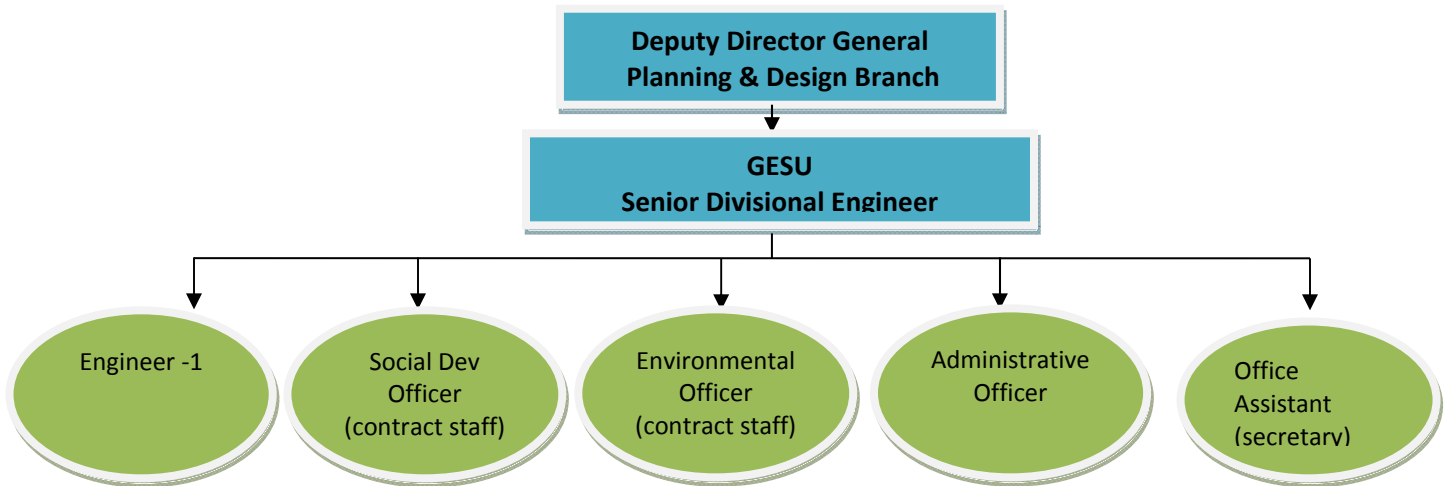 Deputy Director General
Planning & Design Branch
GESU
Senior Divisional Engineer
Engineer -1
Social Dev
Officer
(contract staff)
Environmental
Officer
(contract staff)
Administrative
Officer
Office
Assistant
(secretary)